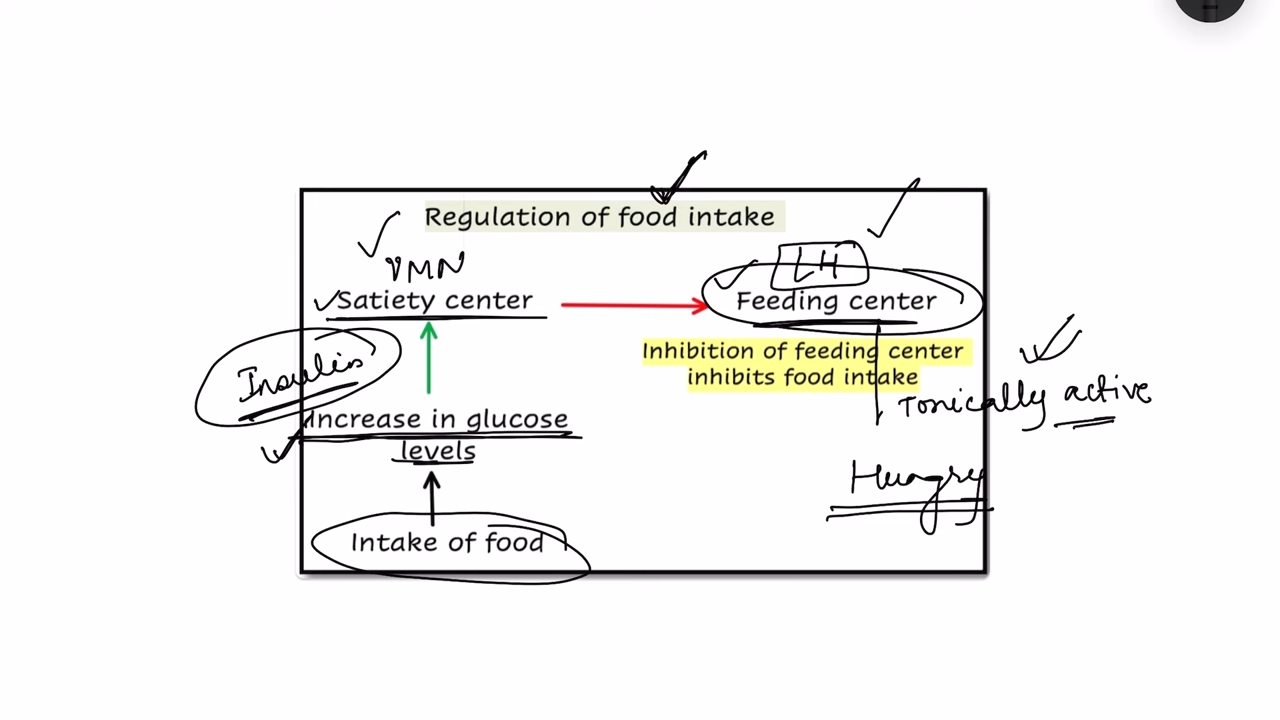 Regulation of food intake
VMN
LH
Satiety center
Feeding center
Inhibition of feeding center
inhibits food intake
Insulin
Tonically active
Increase in glucose
levels
Hungry
Intake of food